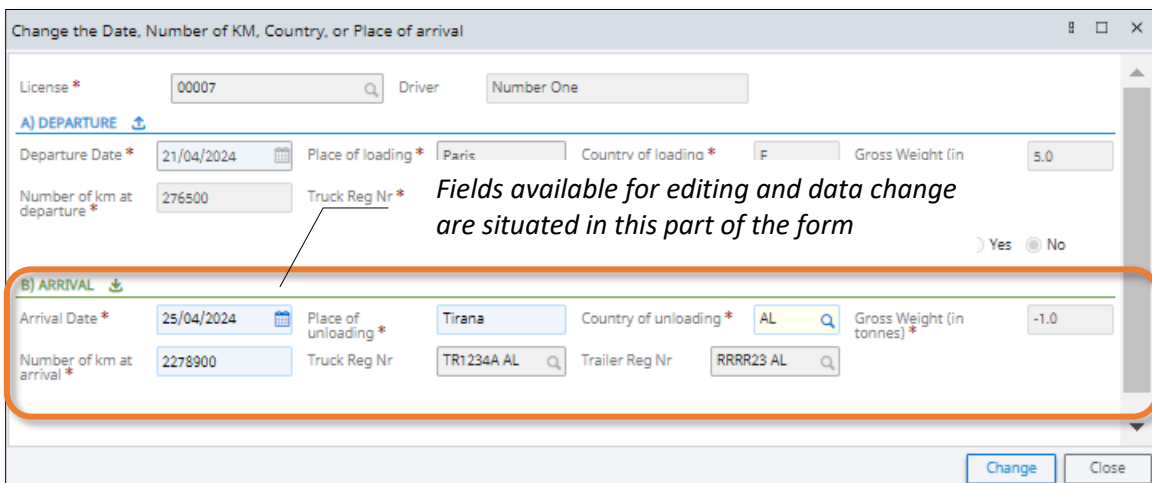 Change the Date, Number of KM, Country, or Place of arrival
License * 00007 Driver Number One
A) DEPARTURE
Departure Date * 21/04/2024 Place of loading * Paris Country of loading * F Gross Weight (in 5.0
Number of km at departure * 276500 Truck Reg Nr *
Fields available for editing and data change
are situated in this part of the form
Yes No
B) ARRIVAL
Arrival Date * 25/04/2024 Place of unloading * Tirana Country of unloading * AL Gross Weight (in tonnes) * -1.0
Number of km at arrival * 2278900 Truck Reg Nr TR1234A AL Trailer Reg Nr RRRR23 AL
Change Close